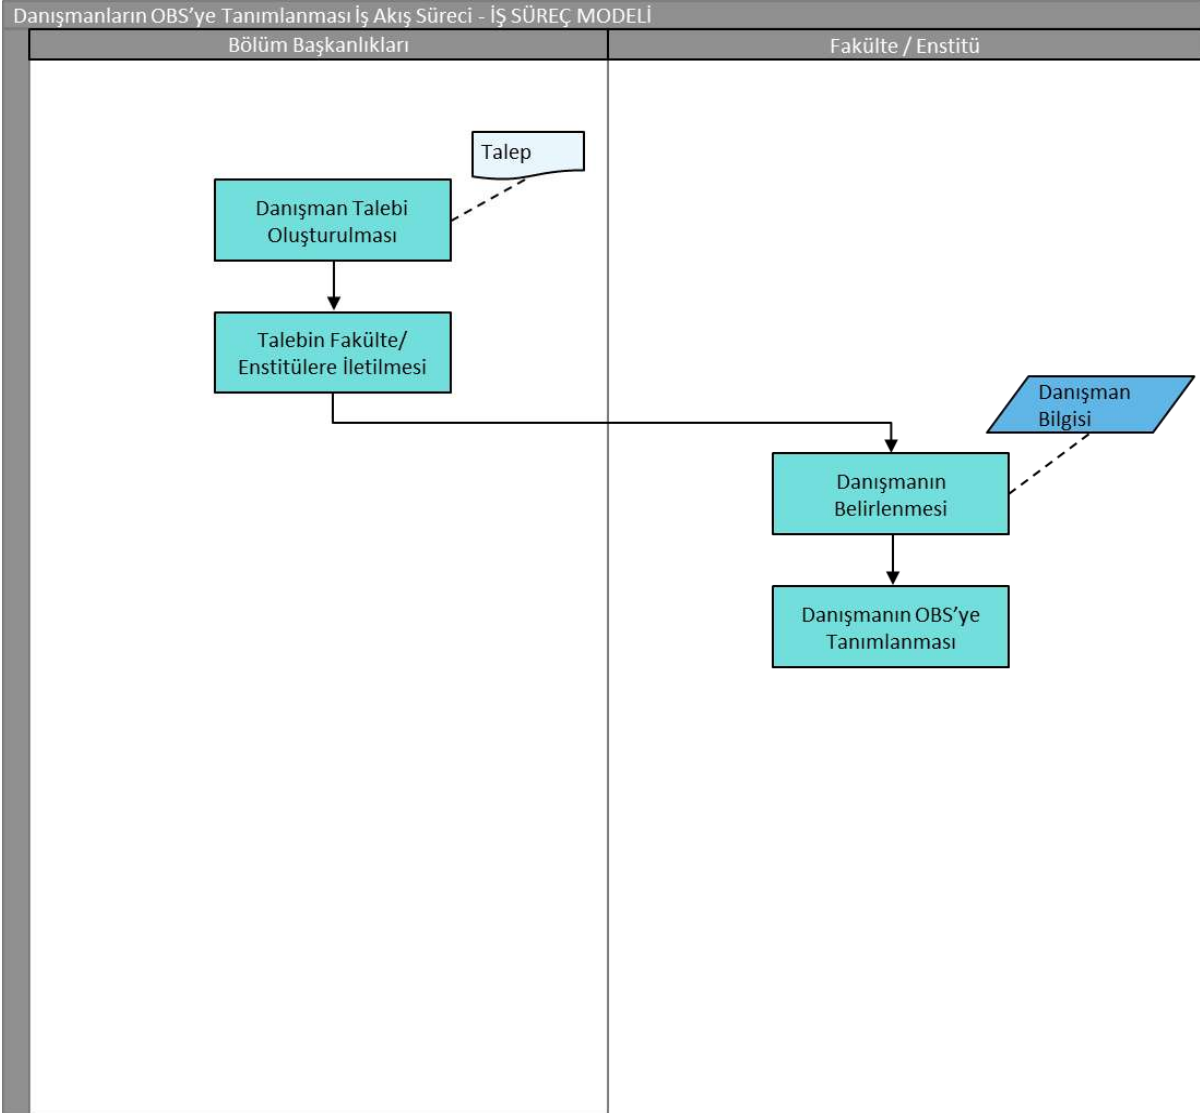 Danışmanların OBS’ye Tanımlanması İş Akış Süreci - İŞ SÜREÇ MODELİ
Bölüm Başkanlıkları
Fakülte / Enstitü
Talep
Danışman Talebi
Oluşturulması
Talebin Fakülte/
Enstitülere İletilmesi
Danışman
Bilgisi
Danışmanın
Belirlenmesi
Danışmanın OBS’ye
Tanımlanması